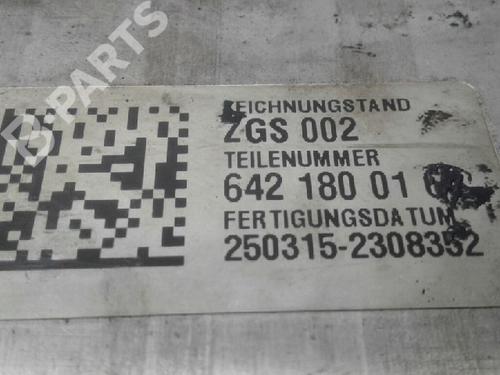 B-PARTS
ZEICHNUNGSTAND
ZGS 002
TEILENUMMER
642 180 01
FERTIGUNGSDATUM
250315-2308352